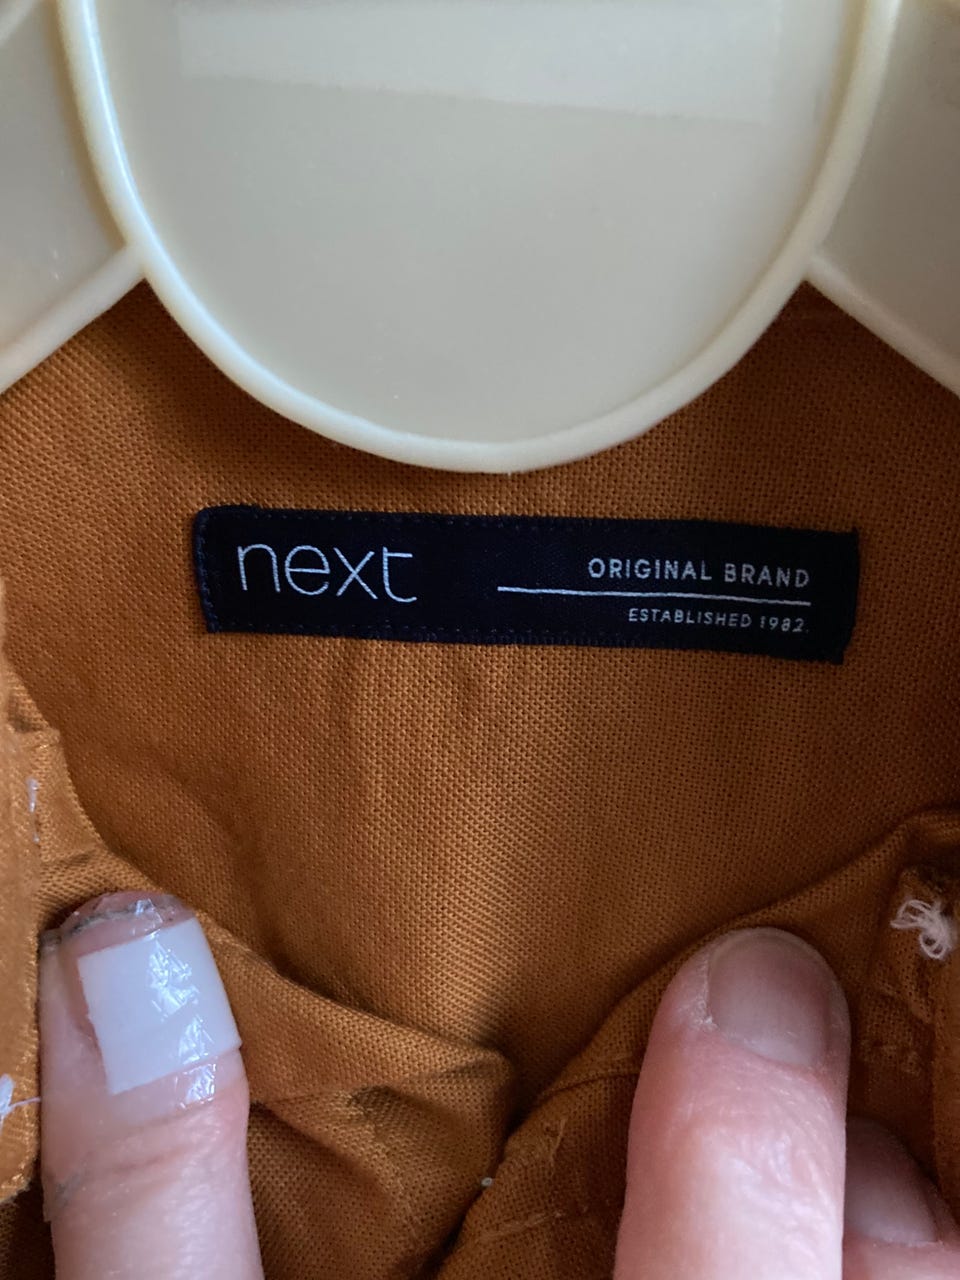 next
ORIGINAL BRAND
ESTABLISHED 1982.